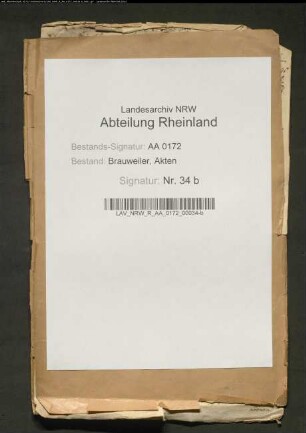 Landesarchiv NRW
Abteilung Rheinland
Bestands-Signatur: AA 0172
Bestand: Brauweiler, Akten
Signatur: Nr. 34 b
LAV_NRW_R_AA_0172_00034-b